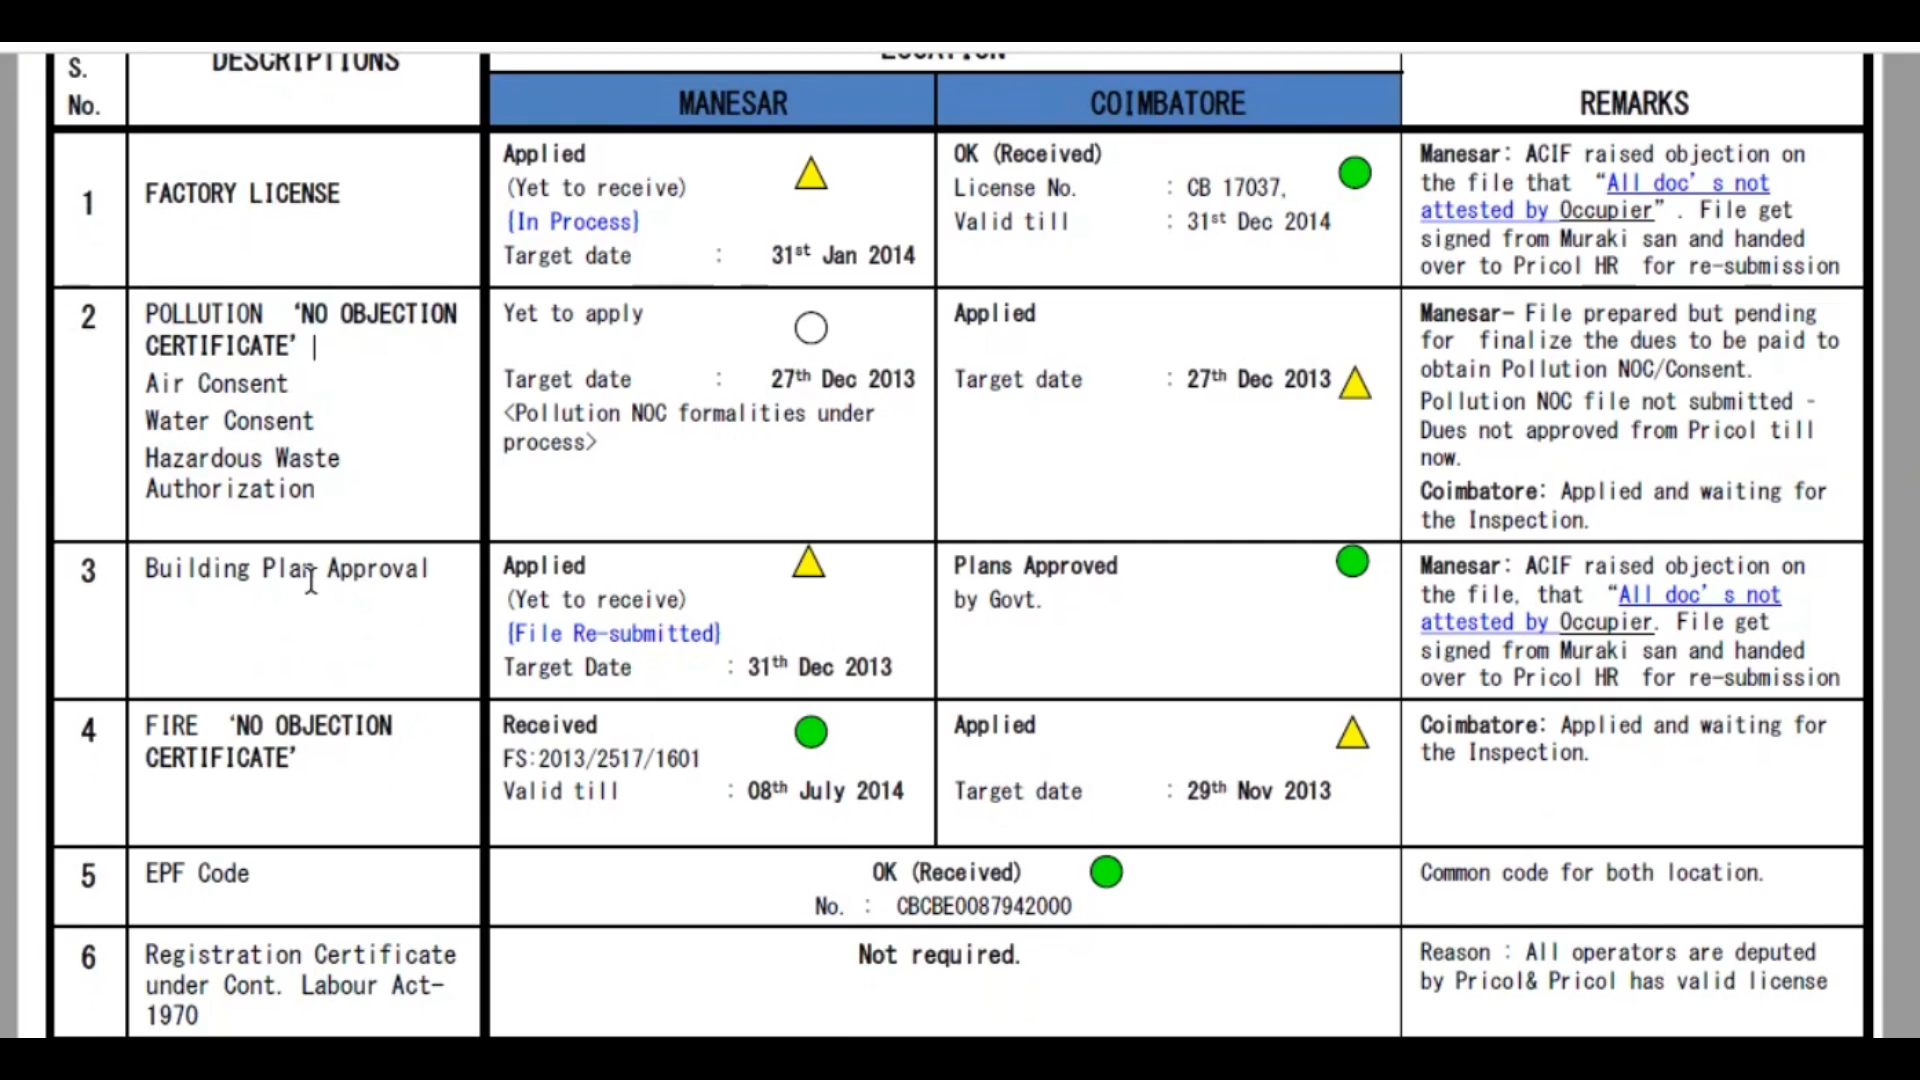 S.
No.
DESCRIPTIONS
LOCATION
MANESAR
COIMBATORE
REMARKS
1
FACTORY LICENSE
Applied
(Yet to receive)
{In Process}
Target date : 31st Jan 2014
OK (Received)
License No. : CB 17037,
Valid till : 31st Dec 2014
Manesar: ACIF raised objection on
the file that “All doc’s not
attested by Occupier”. File get
signed from Muraki san and handed
over to Pricol HR for re-submission
2
POLLUTION ‘NO OBJECTION
CERTIFICATE’
Air Consent
Water Consent
Hazardous Waste
Authorization
Yet to apply
Target date : 27th Dec 2013
<Pollution NOC formalities under
process>
Applied
Target date : 27th Dec 2013
Manesar- File prepared but pending
for finalize the dues to be paid to
obtain Pollution NOC/Consent.
Pollution NOC file not submitted -
Dues not approved from Pricol till
now.
Coimbatore: Applied and waiting for
the Inspection.
3
Building Plan Approval
Applied
(Yet to receive)
{File Re-submitted}
Target Date : 31th Dec 2013
Plans Approved
by Govt.
Manesar: ACIF raised objection on
the file, that “All doc’s not
attested by Occupier. File get
signed from Muraki san and handed
over to Pricol HR for re-submission
4
FIRE ‘NO OBJECTION
CERTIFICATE’
Received
FS:2013/2517/1601
Valid till : 08th July 2014
Applied
Target date : 29th Nov 2013
Coimbatore: Applied and waiting for
the Inspection.
5
EPF Code
OK (Received)
No. : CBCBE0087942000
Common code for both location.
6
Registration Certificate
under Cont. Labour Act-
1970
Not required.
Reason : All operators are deputed
by Pricol& Pricol has valid license